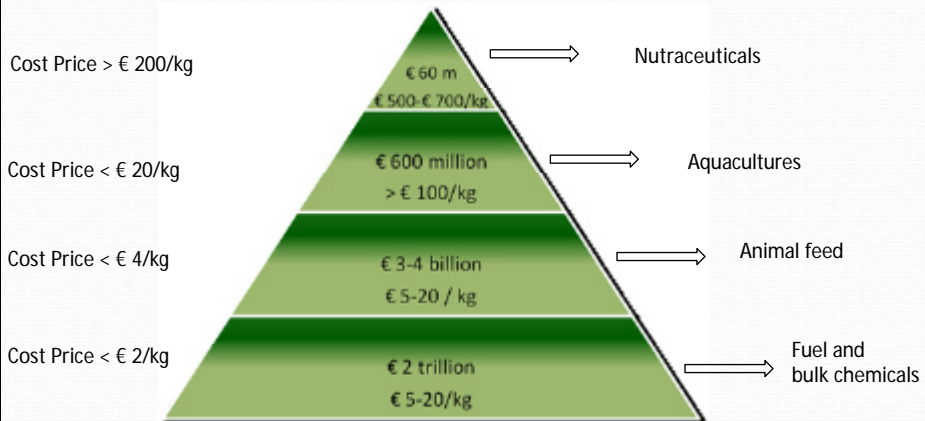 Cost Price > € 200/kg
€ 60 m
€ 500-€ 700/kg
Nutraceuticals
Cost Price < € 20/kg
€ 600 million
> € 100/kg
Aquacultures
Cost Price < € 4/kg
€ 3-4 billion
€ 5-20 / kg
Animal feed
Cost Price < € 2/kg
€ 2 trillion
€ 5-20/kg
Fuel and
bulk chemicals